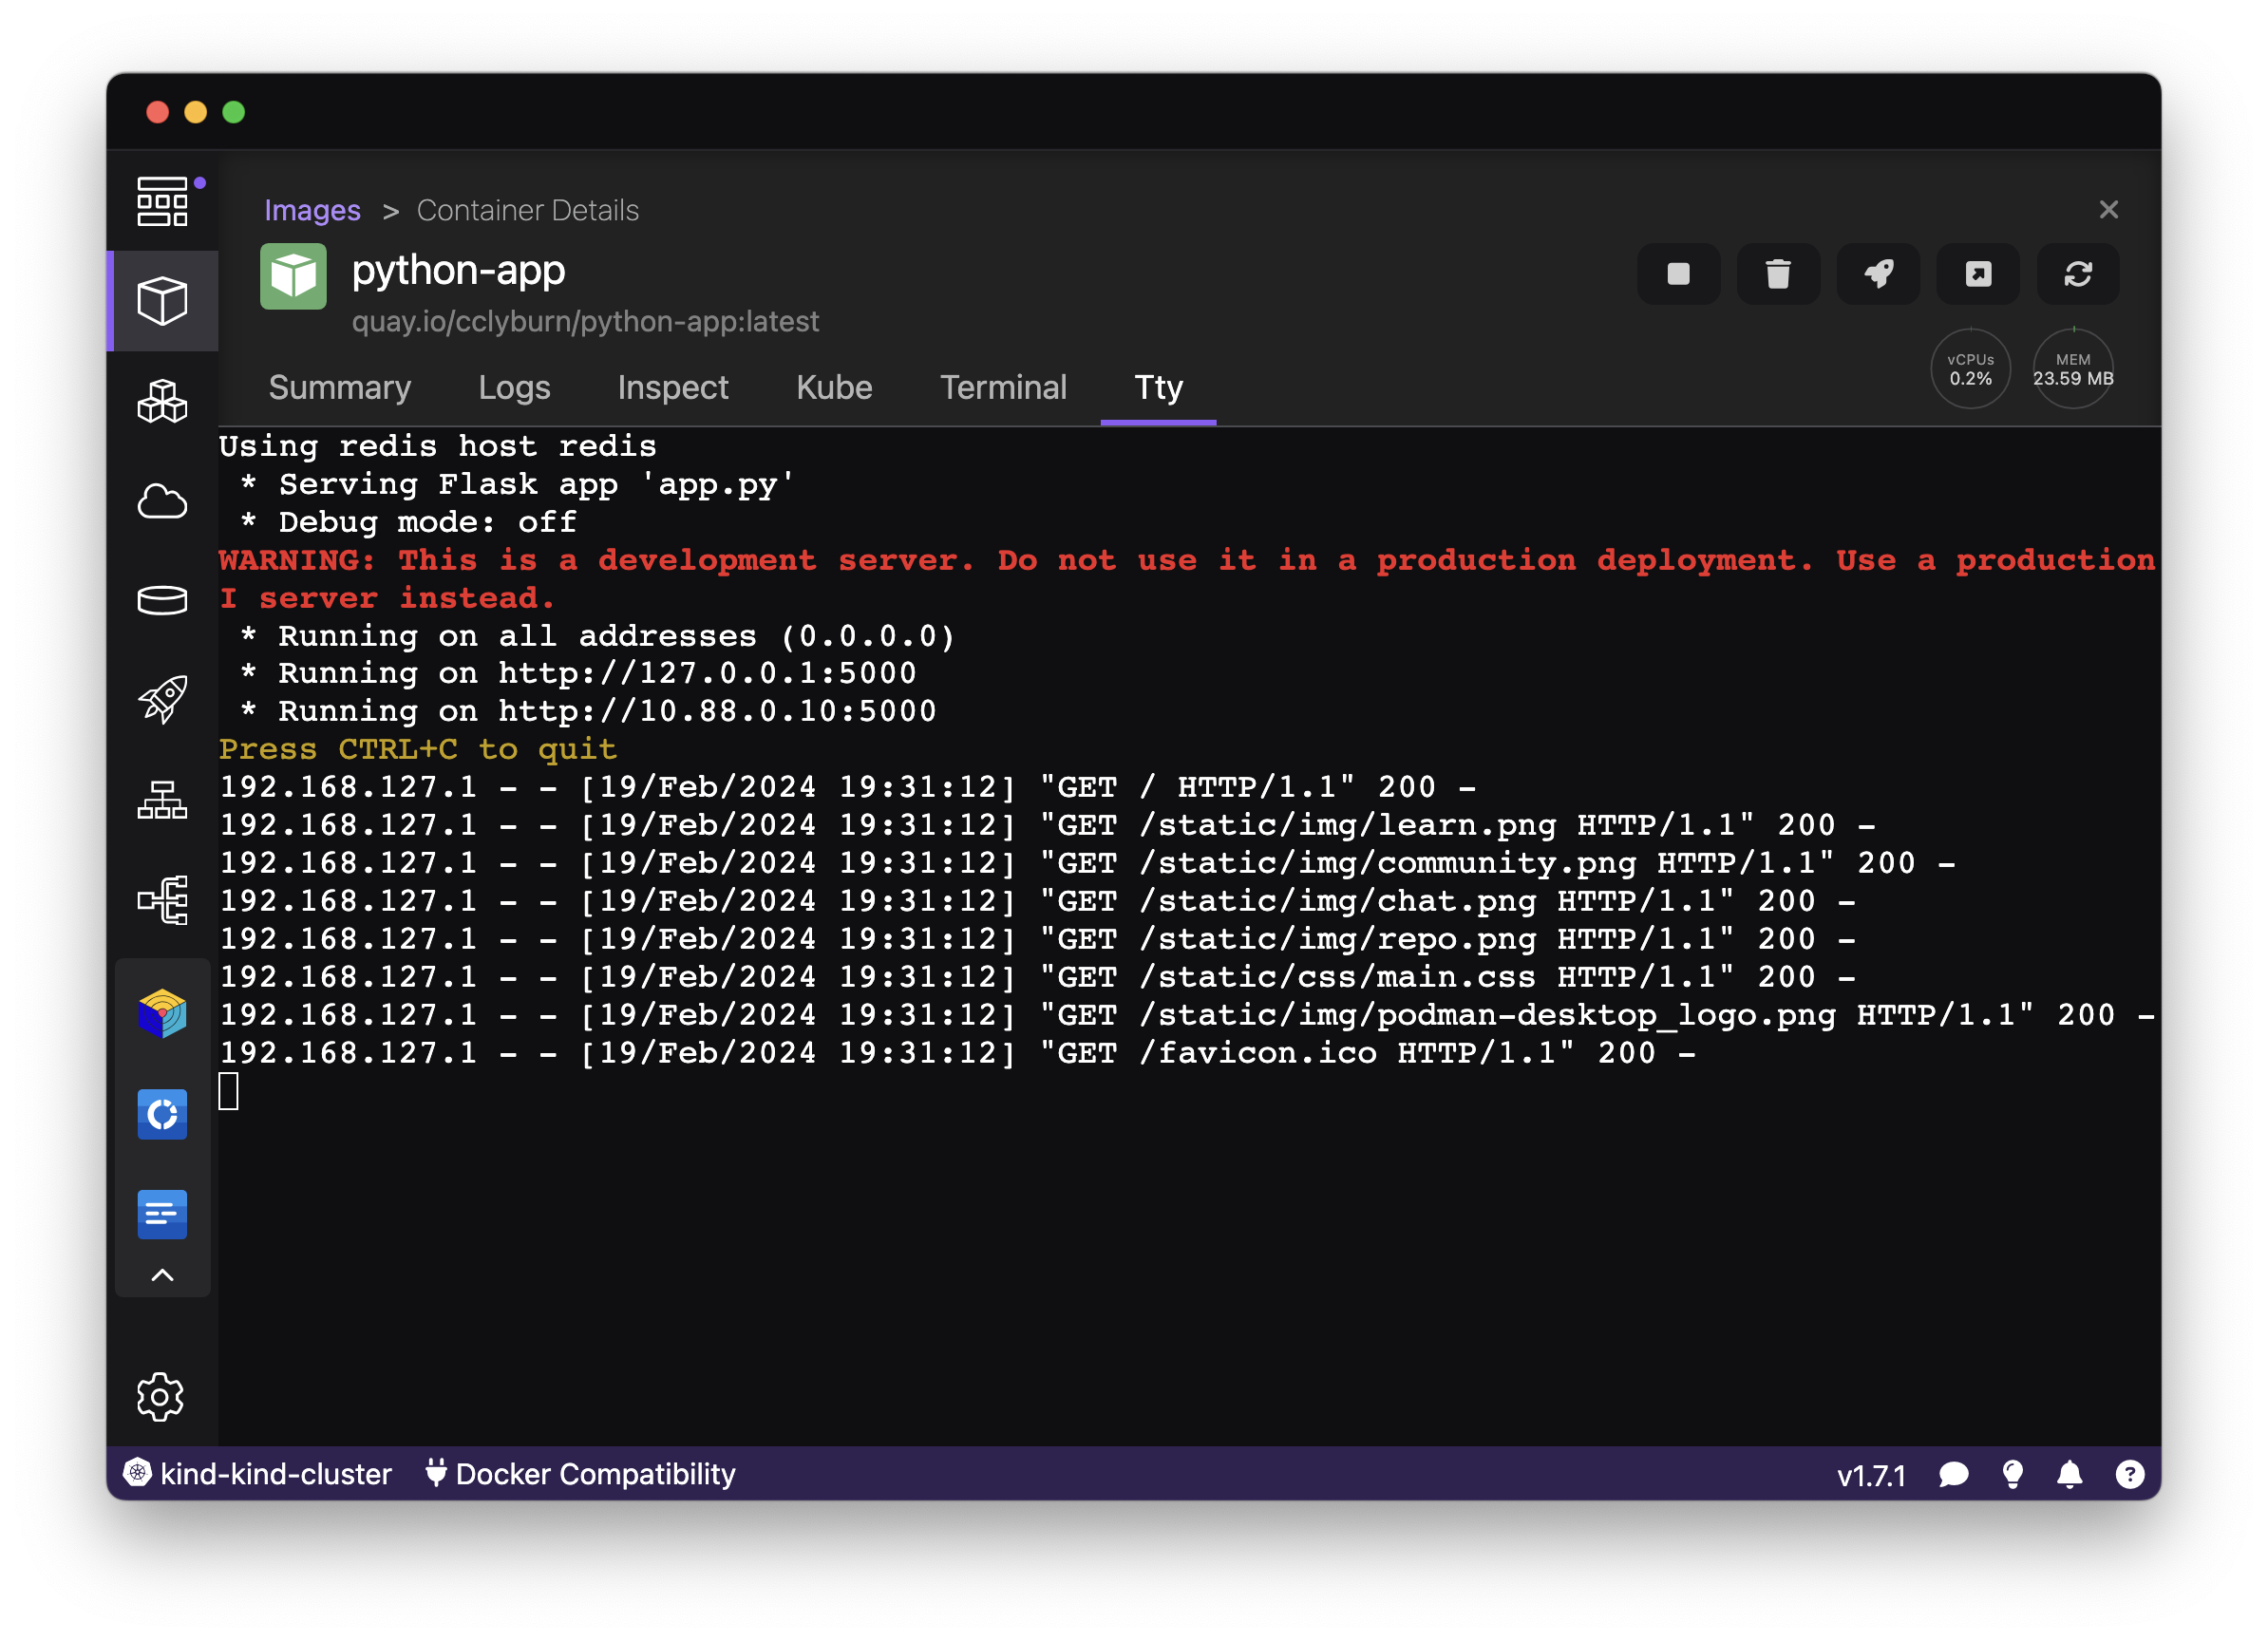 Images > Container Details
python-app
quay.io/cclyburn/python-app:latest
vCPUs
0.2%
MEM
23.59 MB
Summary Logs Inspect Kube Terminal Tty
Using redis host redis
 * Serving Flask app 'app.py'
 * Debug mode: off
WARNING: This is a development server. Do not use it in a production deployment. Use a production
I server instead.
 * Running on all addresses (0.0.0.0)
 * Running on http://127.0.0.1:5000
 * Running on http://10.88.0.10:5000
Press CTRL+C to quit
192.168.127.1 - - [19/Feb/2024 19:31:12] "GET / HTTP/1.1" 200 -
192.168.127.1 - - [19/Feb/2024 19:31:12] "GET /static/img/learn.png HTTP/1.1" 200 -
192.168.127.1 - - [19/Feb/2024 19:31:12] "GET /static/img/community.png HTTP/1.1" 200 -
192.168.127.1 - - [19/Feb/2024 19:31:12] "GET /static/img/chat.png HTTP/1.1" 200 -
192.168.127.1 - - [19/Feb/2024 19:31:12] "GET /static/img/repo.png HTTP/1.1" 200 -
192.168.127.1 - - [19/Feb/2024 19:31:12] "GET /static/css/main.css HTTP/1.1" 200 -
192.168.127.1 - - [19/Feb/2024 19:31:12] "GET /static/img/podman-desktop_logo.png HTTP/1.1" 200 -
192.168.127.1 - - [19/Feb/2024 19:31:12] "GET /favicon.ico HTTP/1.1" 200 -
kind-kind-cluster Docker Compatibility v1.7.1